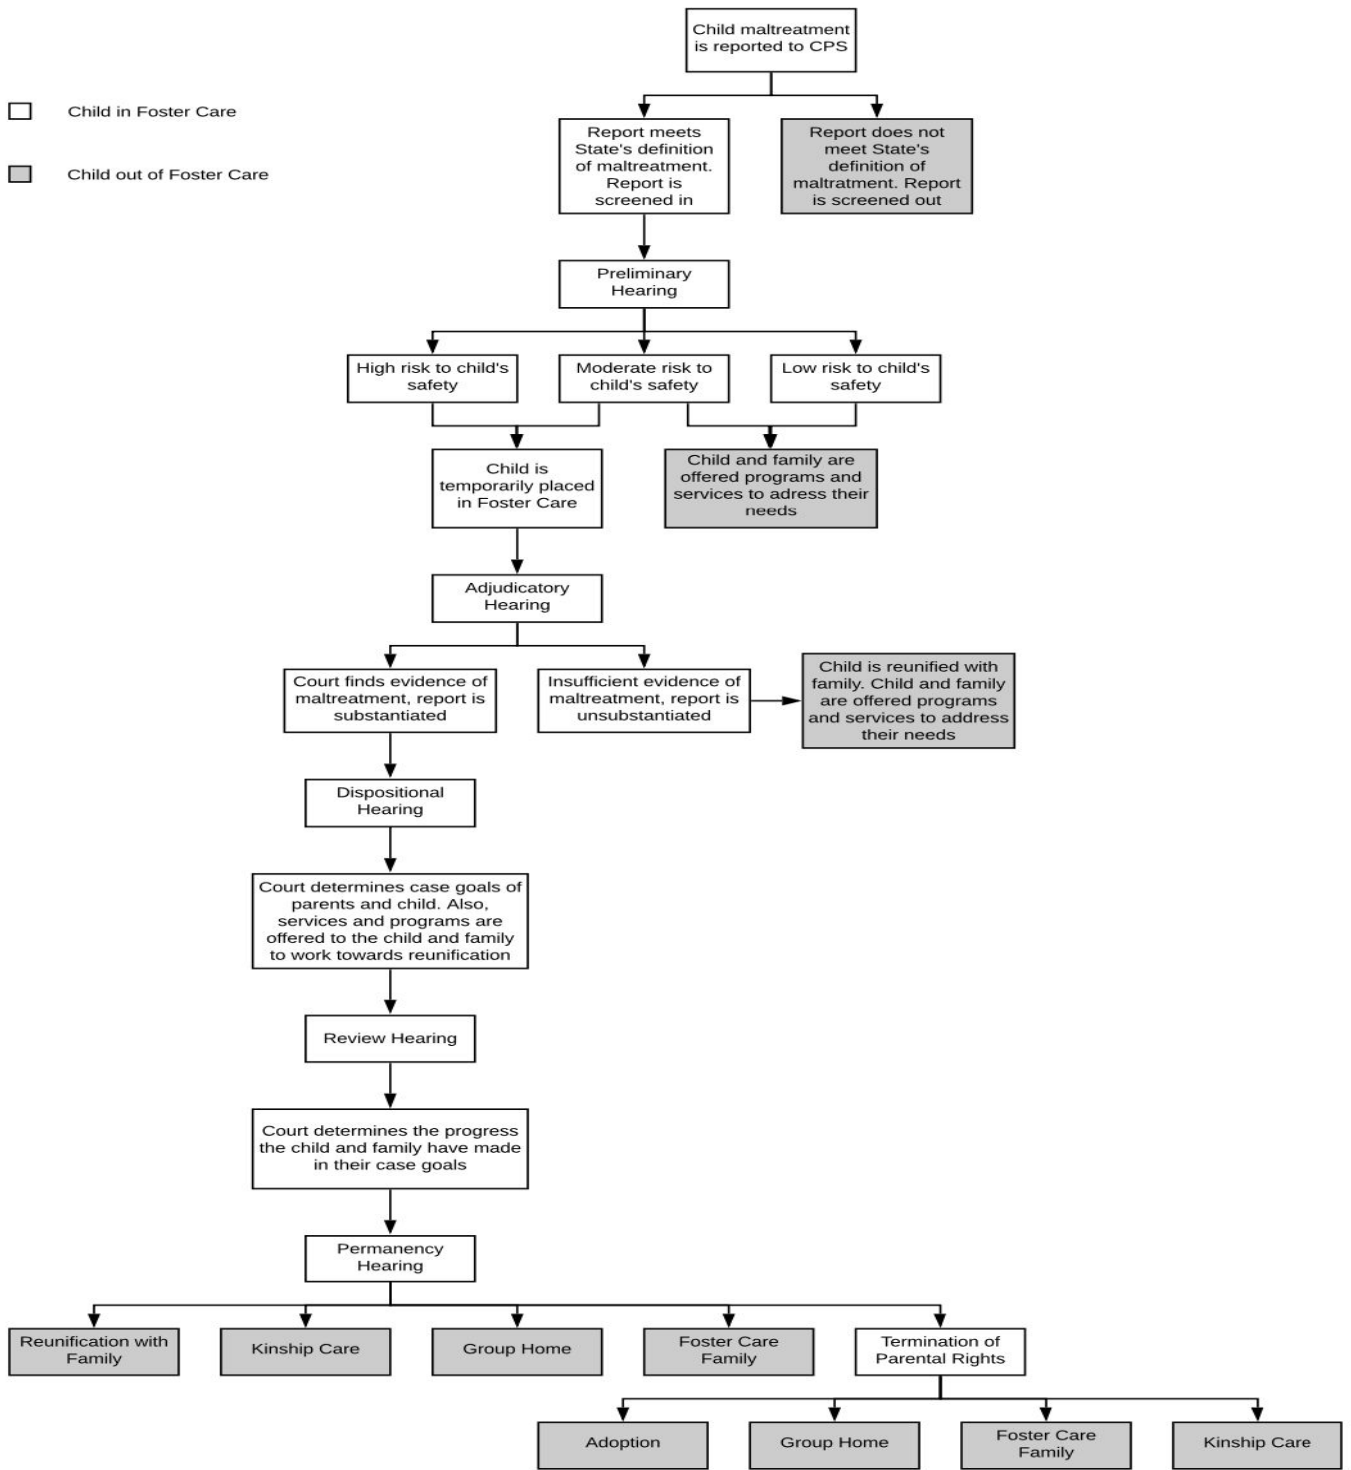 Child maltreatment
is reported to CPS
Child in Foster Care
Child out of Foster Care
Report meets
State's definition
of maltreatment.
Report is
screened in
Report does not
meet State's
definition of
maltratment. Report
is screened out
Preliminary
Hearing
High risk to child's
safety
Moderate risk to
child's safety
Low risk to child's
safety
Child is
temporarily placed
in Foster Care
Child and family are
offered programs and
services to adress their
needs
Adjudicatory
Hearing
Court finds evidence of
maltreatment, report is
substantiated
Insufficient evidence of
maltreatment, report is
unsubstantiated
Child is reunified with
family. Child and family
are offered programs
and services to address
their needs
Dispositional
Hearing
Court determines case goals of
parents and child. Also,
services and programs are
offered to the child and family
to work towards reunification
Review Hearing
Court determines the progress
the child and family have made
in their case goals
Permanency
Hearing
Reunification with
Family
Kinship Care
Group Home
Foster Care
Family
Termination of
Parental Rights
Adoption
Group Home
Foster Care
Family
Kinship Care